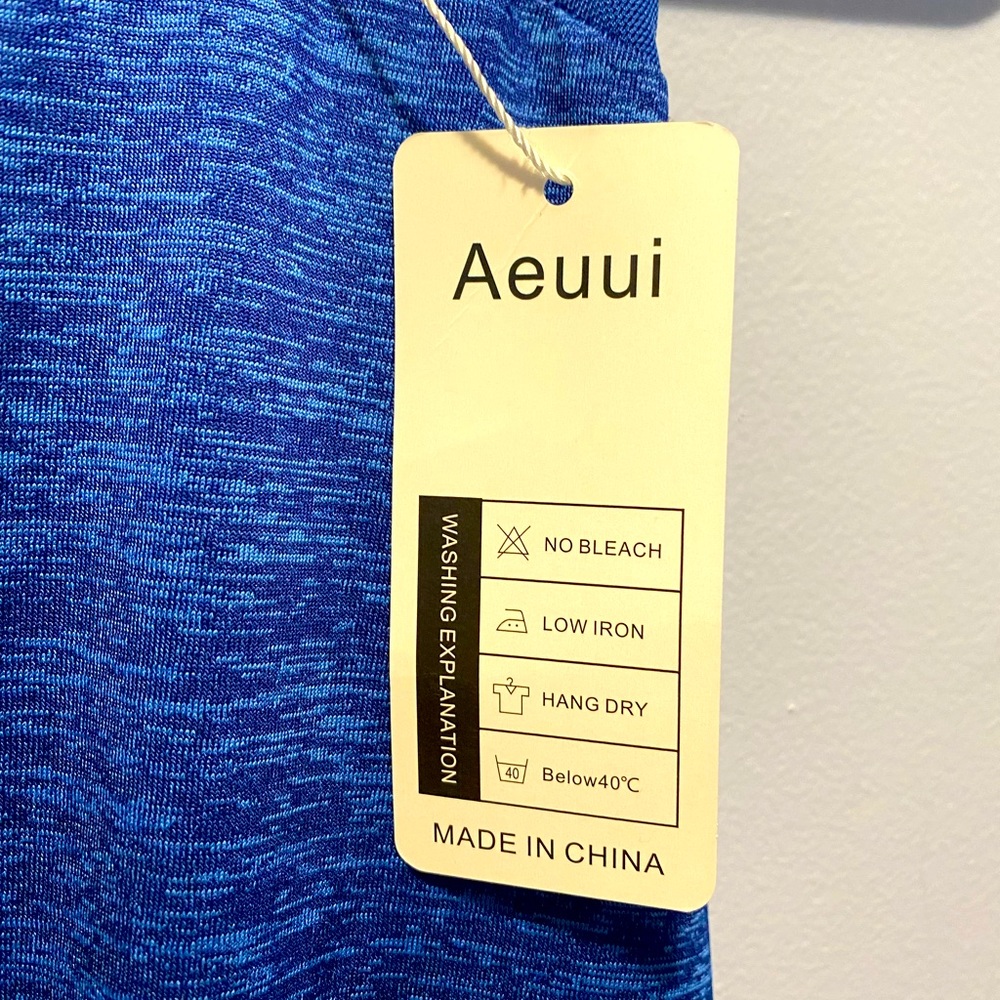 Aeuui
WASHING EXPLANATION
NO BLEACH
LOW IRON
HANG DRY
40
Below40℃
MADE IN CHINA